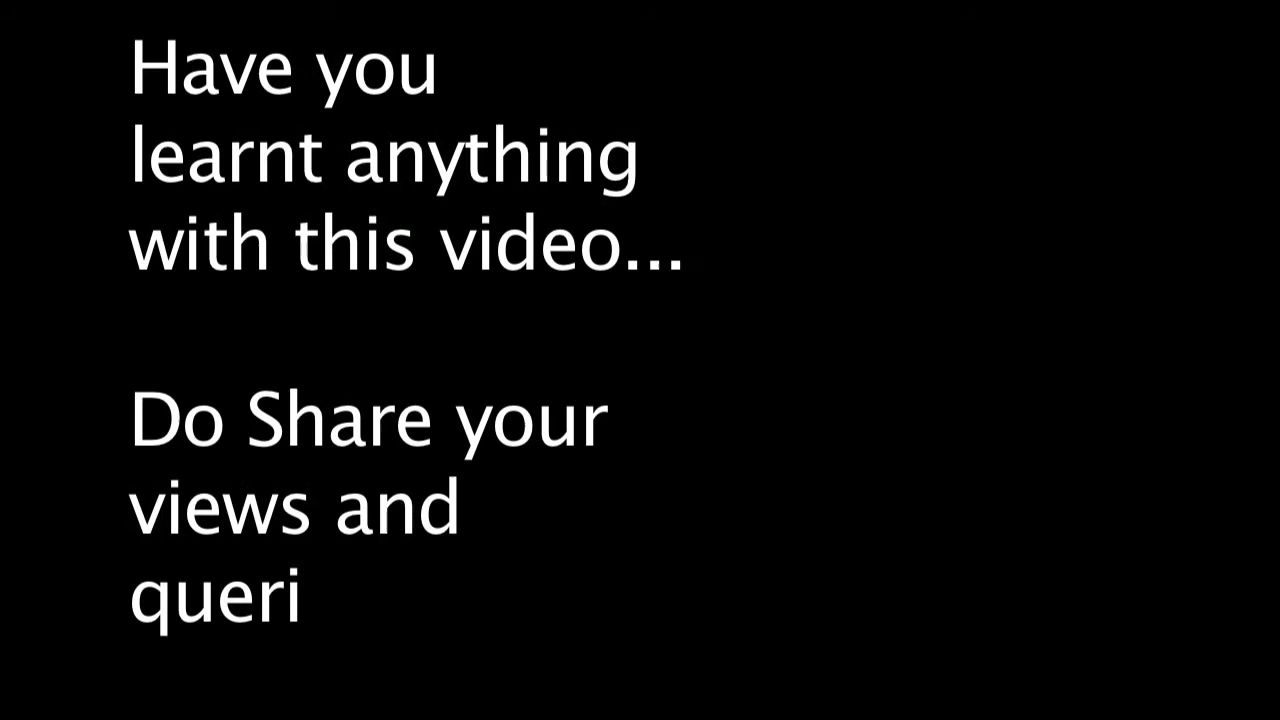 Have you
learnt anything
with this video...
Do Share your
views and
queri